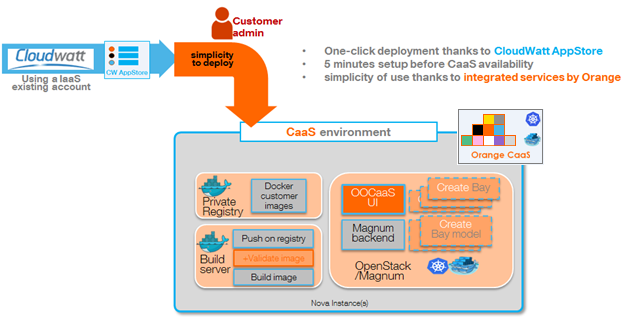 Customer
admin
Cloudwatt
CW AppStore
simplicity
to deploy
Using a IaaS
existing account
• One-click deployment thanks to CloudWatt AppStore
• 5 minutes setup before CaaS availability
• simplicity of use thanks to integrated services by Orange
CaaS environment
Orange CaaS
Private
Registry
Docker
customer
images
OOCaaS
UI
Create Bay
Magnum
backend
Create
Bay model
Build
server
Push on registry
+Validate image
Build image
OpenStack
/Magnum
Nova Instance(s)